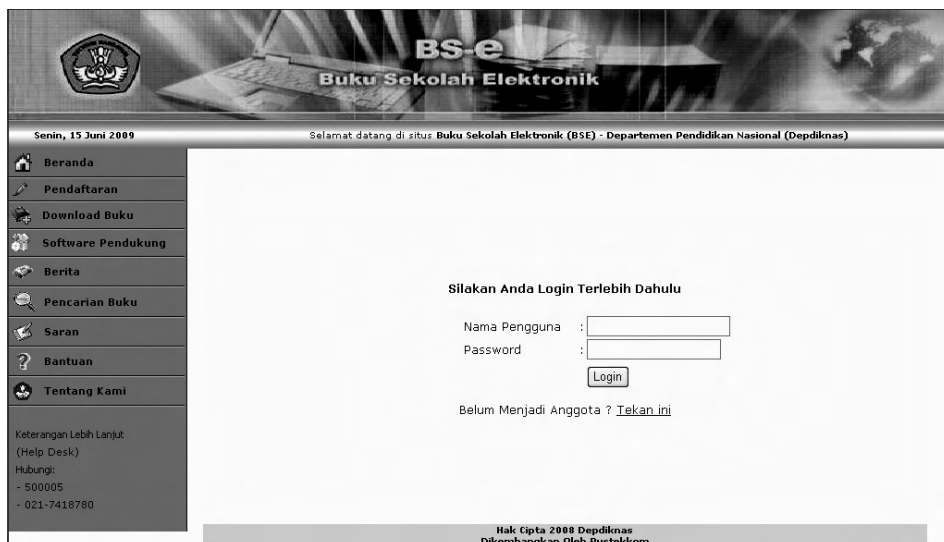 BS-e
Buku Sekolah Elektronik
Senin, 15 Juni 2009
Selamat datang di situs Buku Sekolah Elektronik (BSE) - Departemen Pendidikan Nasional (Depdiknas)
Beranda
Pendaftaran
Download Buku
Software Pendukung
Berita
Pencarian Buku
Saran
Bantuan
Tentang Kami
Keterangan Lebih Lanjut
(Help Desk)
Hubungi:
- 500005
- 021-7418780
Silakan Anda Login Terlebih Dahulu
Nama Pengguna :
Password :
Login
Belum Menjadi Anggota ? Tekan ini
Hak Cipta 2008 Depdiknas
Dikembangkan Oleh Pustekkom